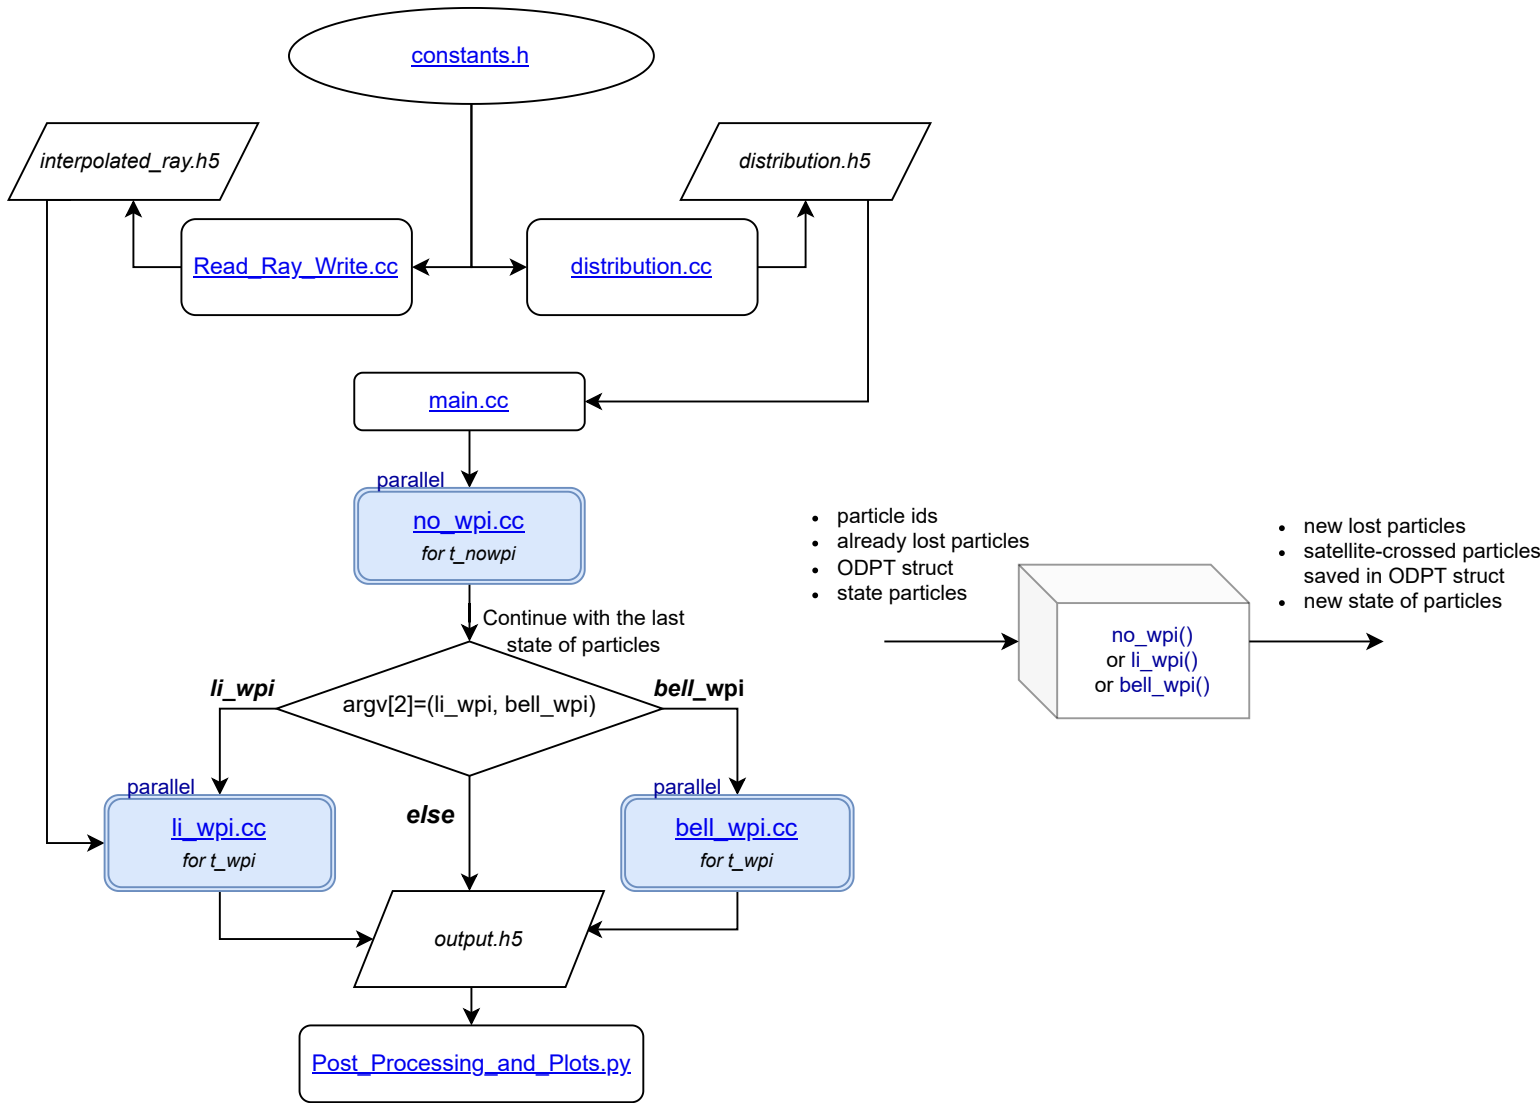 constants.h
interpolated_ray.h5
distribution.h5
Read_Ray_Write.cc
distribution.cc
main.cc
parallel
no_wpi.cc
for t_nowpi
Continue with the last
state of particles
li_wpi
bell_wpi
argv[2]=(li_wpi, bell_wpi)
parallel
li_wpi.cc
for t_wpi
else
parallel
bell_wpi.cc
for t_wpi
output.h5
Post_Processing_and_Plots.py
• particle ids
• already lost particles
• ODPT struct
• state particles
no_wpi()
or li_wpi()
or bell_wpi()
• new lost particles
• satellite-crossed particles
saved in ODPT struct
• new state of particles